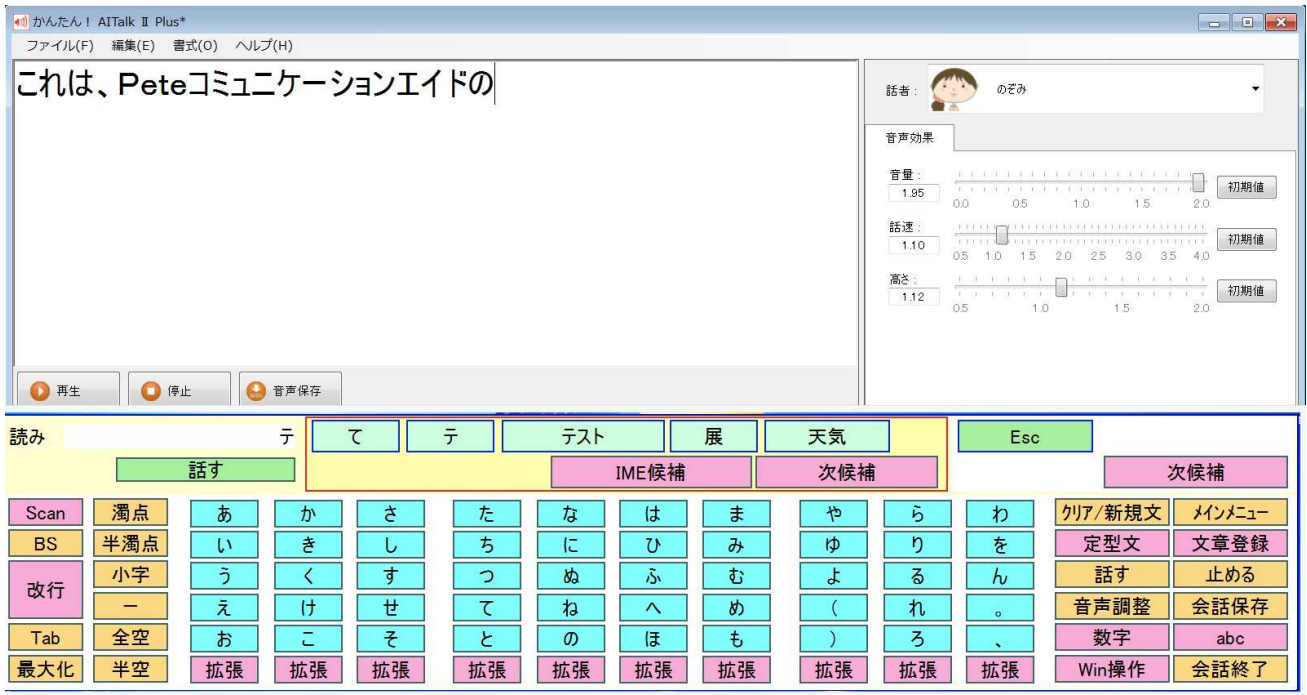 かんたん！ AITalk Ⅱ Plus*
ファイル(F) 編集(E) 書式(O) ヘルプ(H)
これは、Peteコミュニケーションエイドの
話者： のぞみ
音声効果
音量：
1.95 初期値
0.0 0.5 1.0 1.5 2.0
話速：
1.10 初期値
0.5 1.0 1.5 2.0 2.5 3.0 3.5 4.0
高さ：
1.12 初期値
0.5 1.0 1.5 2.0
再生 停止 音声保存
読み テ て テ テスト 展 天気 Esc
話す IME候補 次候補 次候補
Scan 濁点 あ か さ た な は ま や ら わ クリア/新規文 メインメニュー
BS 半濁点 い き し ち に ひ み ゆ り を 定型文 文章登録
改行 小字 う く す つ ぬ ふ む よ る ん 話す 止める
ー え け せ て ね へ め （ れ 。 音声調整 会話保存
Tab 全空 お こ そ と の ほ も ） ろ 、 数字 abc
最大化 半空 拡張 拡張 拡張 拡張 拡張 拡張 拡張 拡張 拡張 拡張 Win操作 会話終了